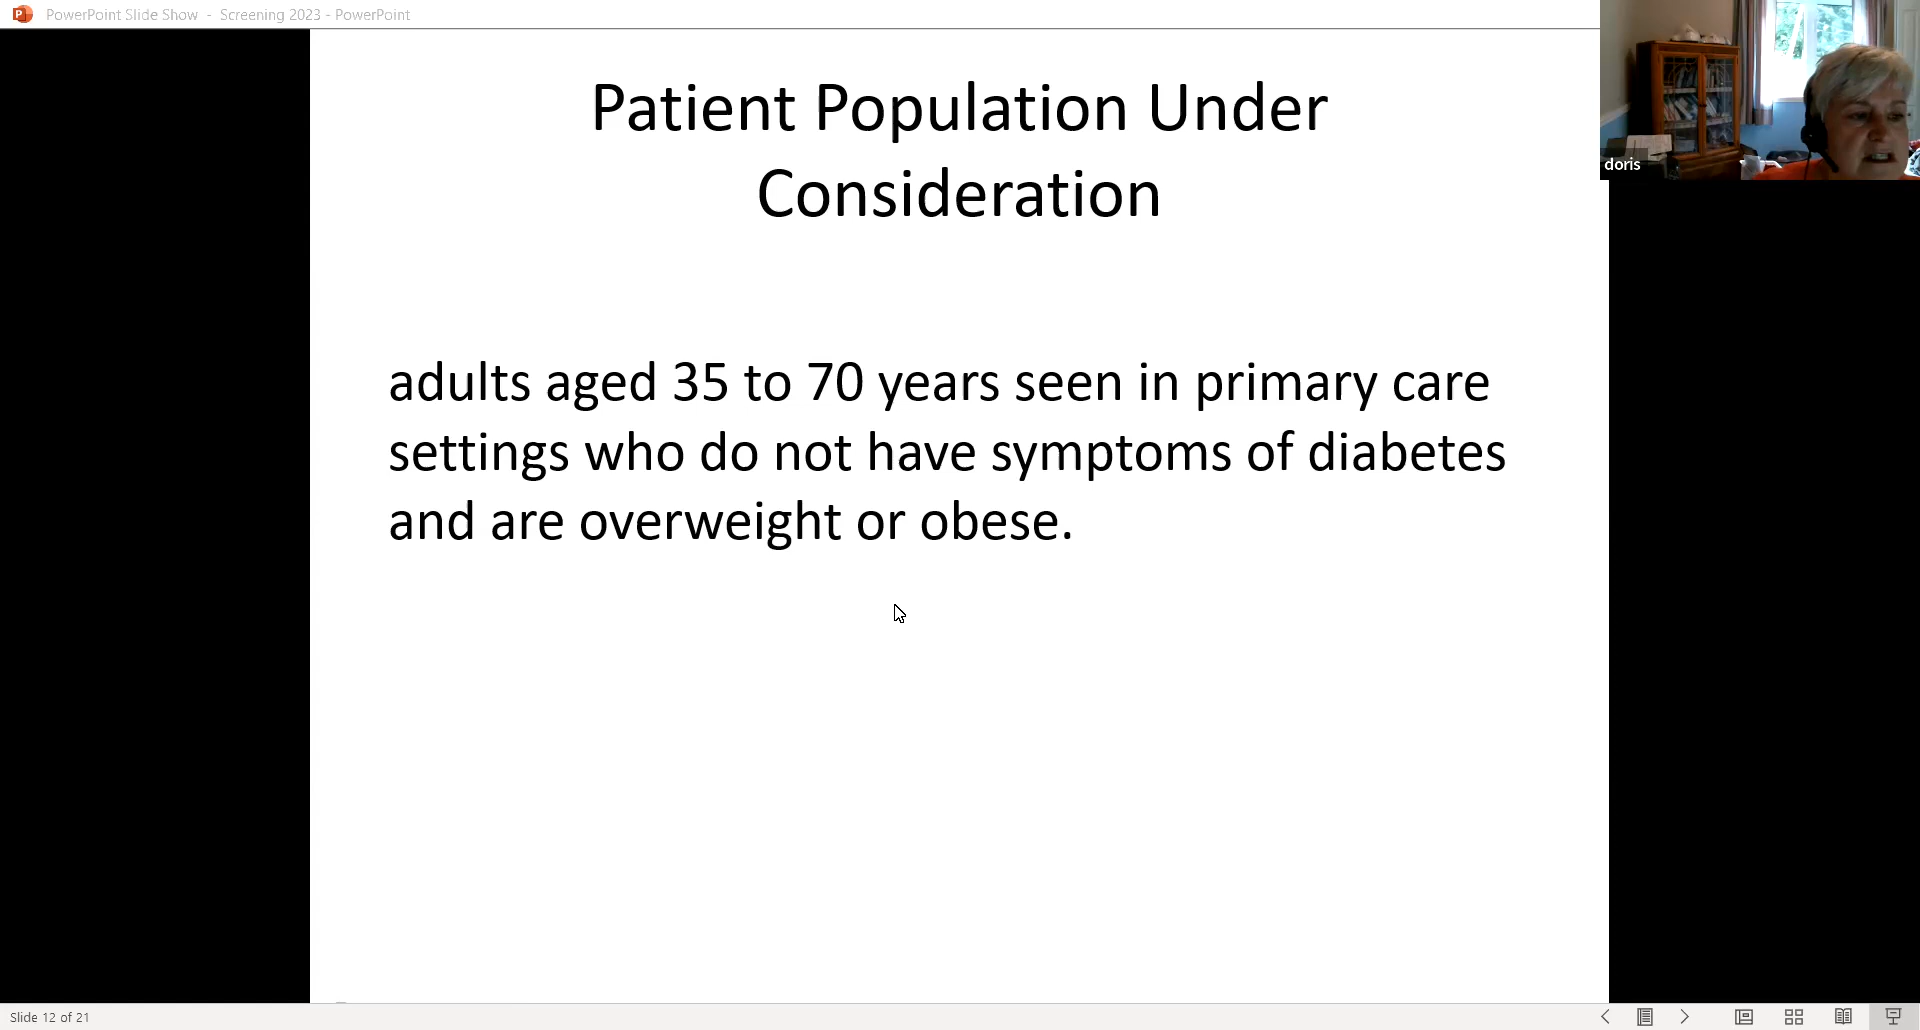 PowerPoint Slide Show - Screening 2023 - PowerPoint
doris
Patient Population Under
Consideration
adults aged 35 to 70 years seen in primary care
settings who do not have symptoms of diabetes
and are overweight or obese.
Slide 12 of 21